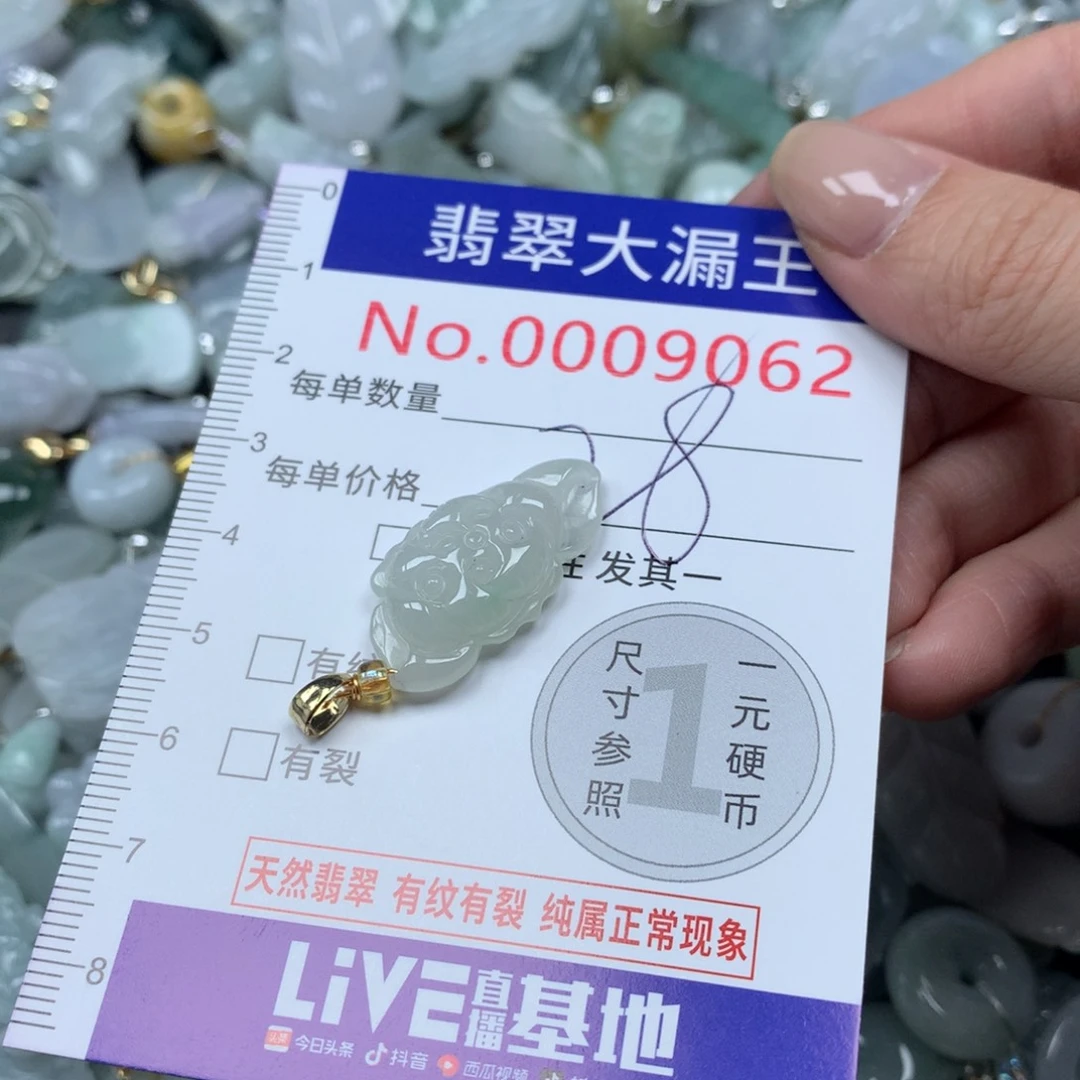 翡翠大漏王
No.0009062
0
1
2
3
4
5
6
7
8
每单数量
每单价格
发其一
有纹
有裂
尺寸参照
1
一元硬币
天然翡翠 有纹有裂 纯属正常现象
LiVE直播基地
头条 今日头条 抖音 西瓜视频